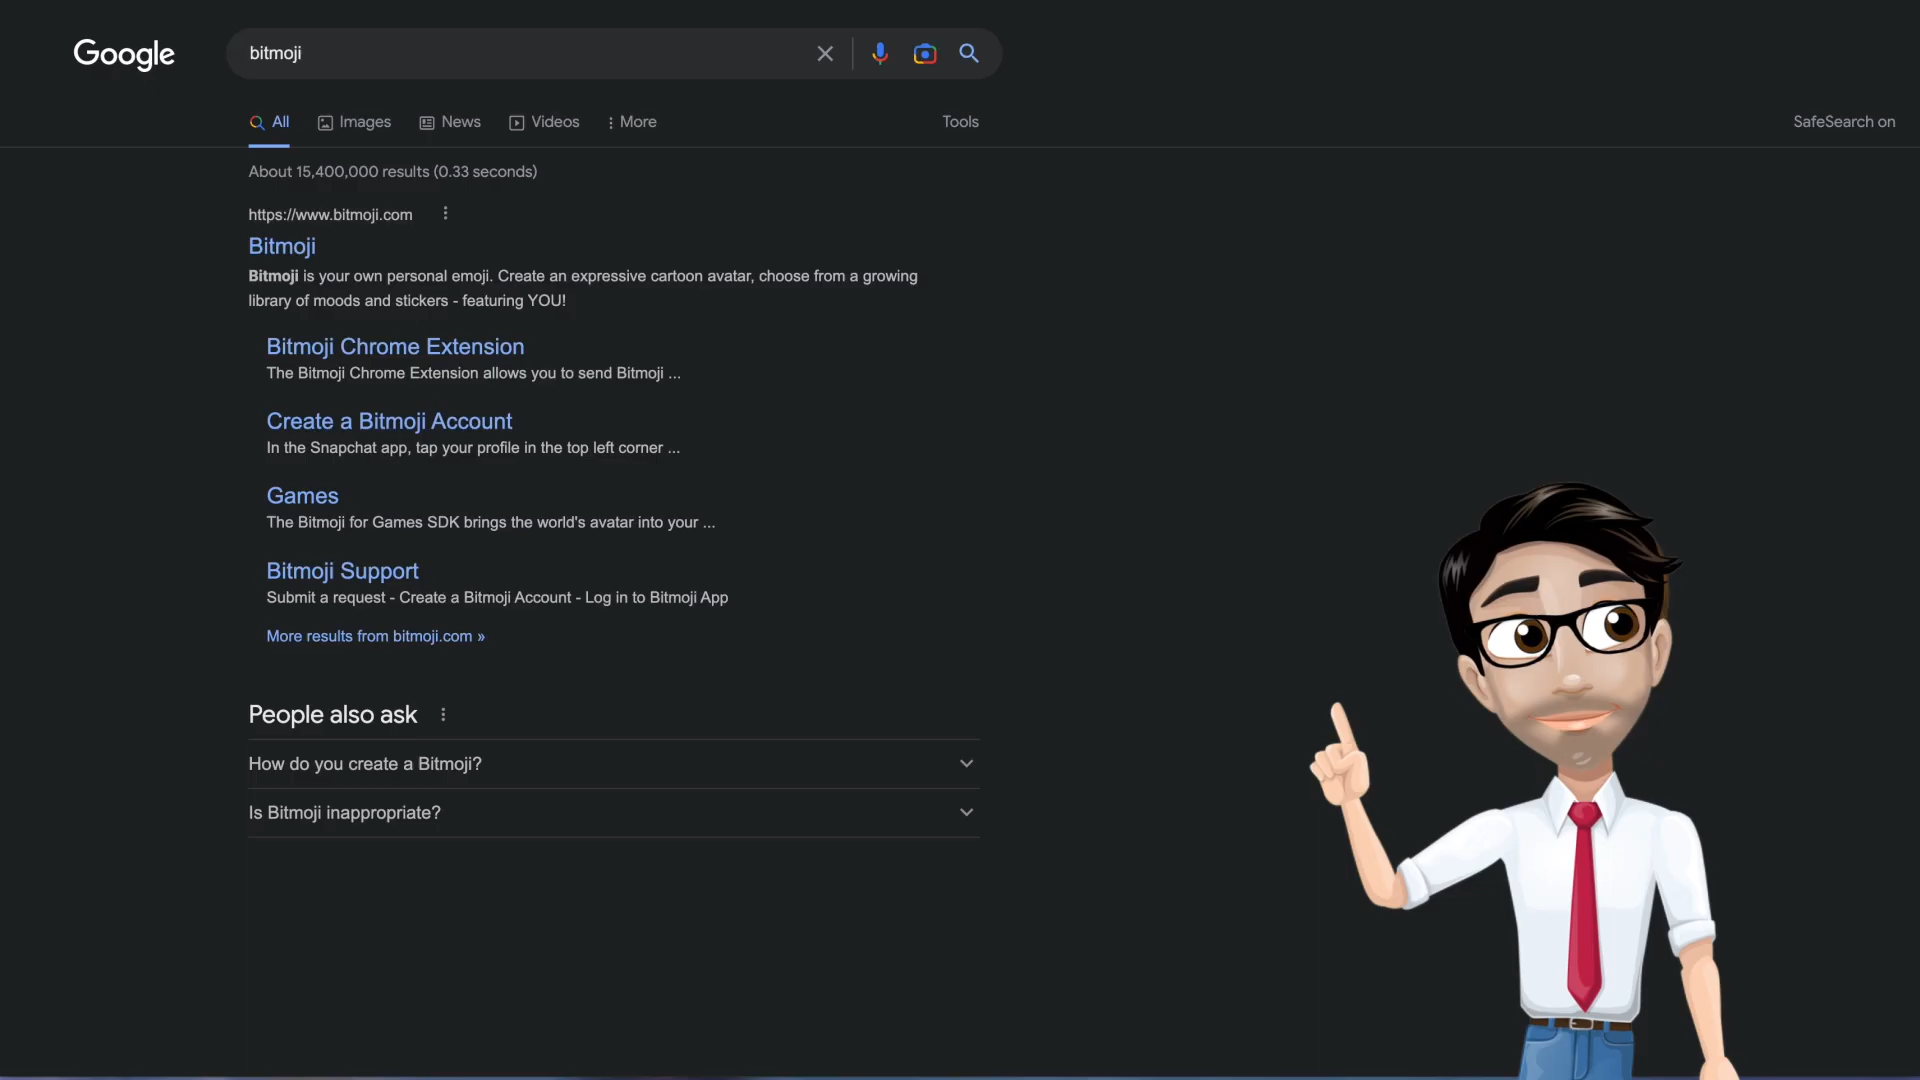 Google
bitmoji
All
Images
News
Videos
More
Tools
SafeSearch on
About 15,400,000 results (0.33 seconds)
https://www.bitmoji.com
Bitmoji
Bitmoji is your own personal emoji. Create an expressive cartoon avatar, choose from a growing
library of moods and stickers - featuring YOU!
Bitmoji Chrome Extension
The Bitmoji Chrome Extension allows you to send Bitmoji ...
Create a Bitmoji Account
In the Snapchat app, tap your profile in the top left corner ...
Games
The Bitmoji for Games SDK brings the world's avatar into your ...
Bitmoji Support
Submit a request - Create a Bitmoji Account - Log in to Bitmoji App
More results from bitmoji.com »
People also ask
How do you create a Bitmoji?
Is Bitmoji inappropriate?